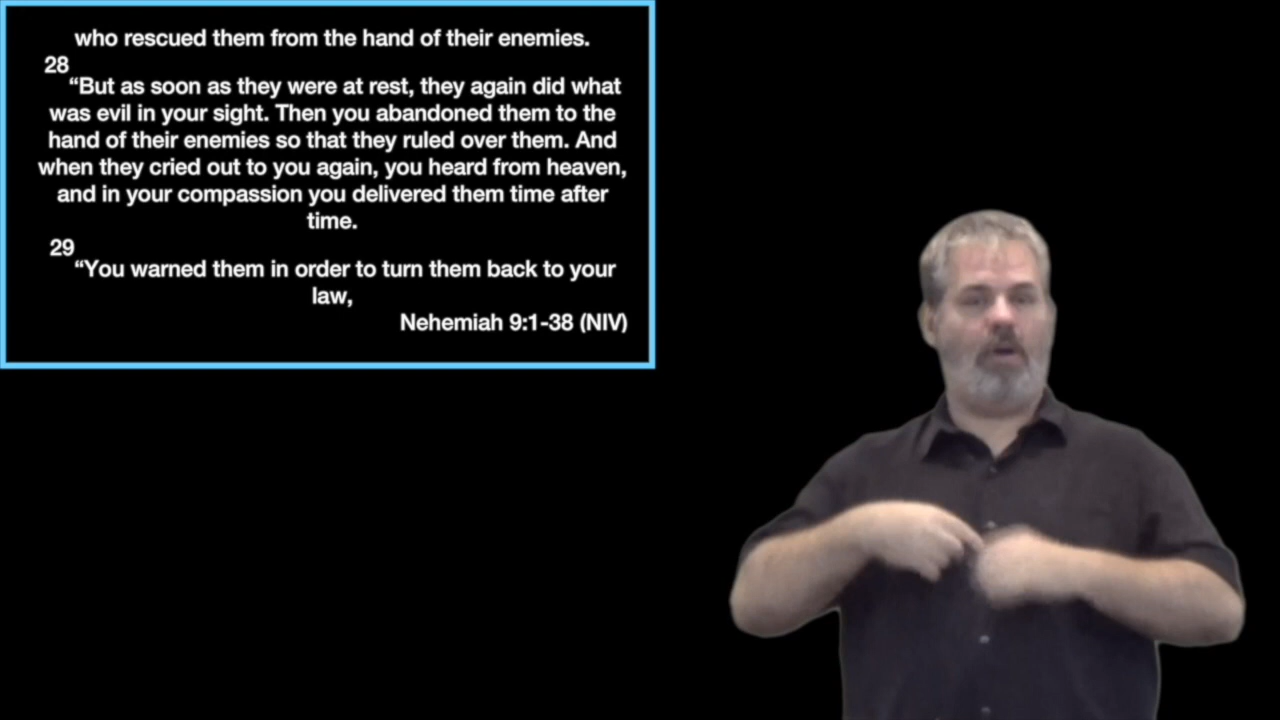 who rescued them from the hand of their enemies.
28
“But as soon as they were at rest, they again did what
was evil in your sight. Then you abandoned them to the
hand of their enemies so that they ruled over them. And
when they cried out to you again, you heard from heaven,
and in your compassion you delivered them time after
time.
29
“You warned them in order to turn them back to your
law,
Nehemiah 9:1-38 (NIV)